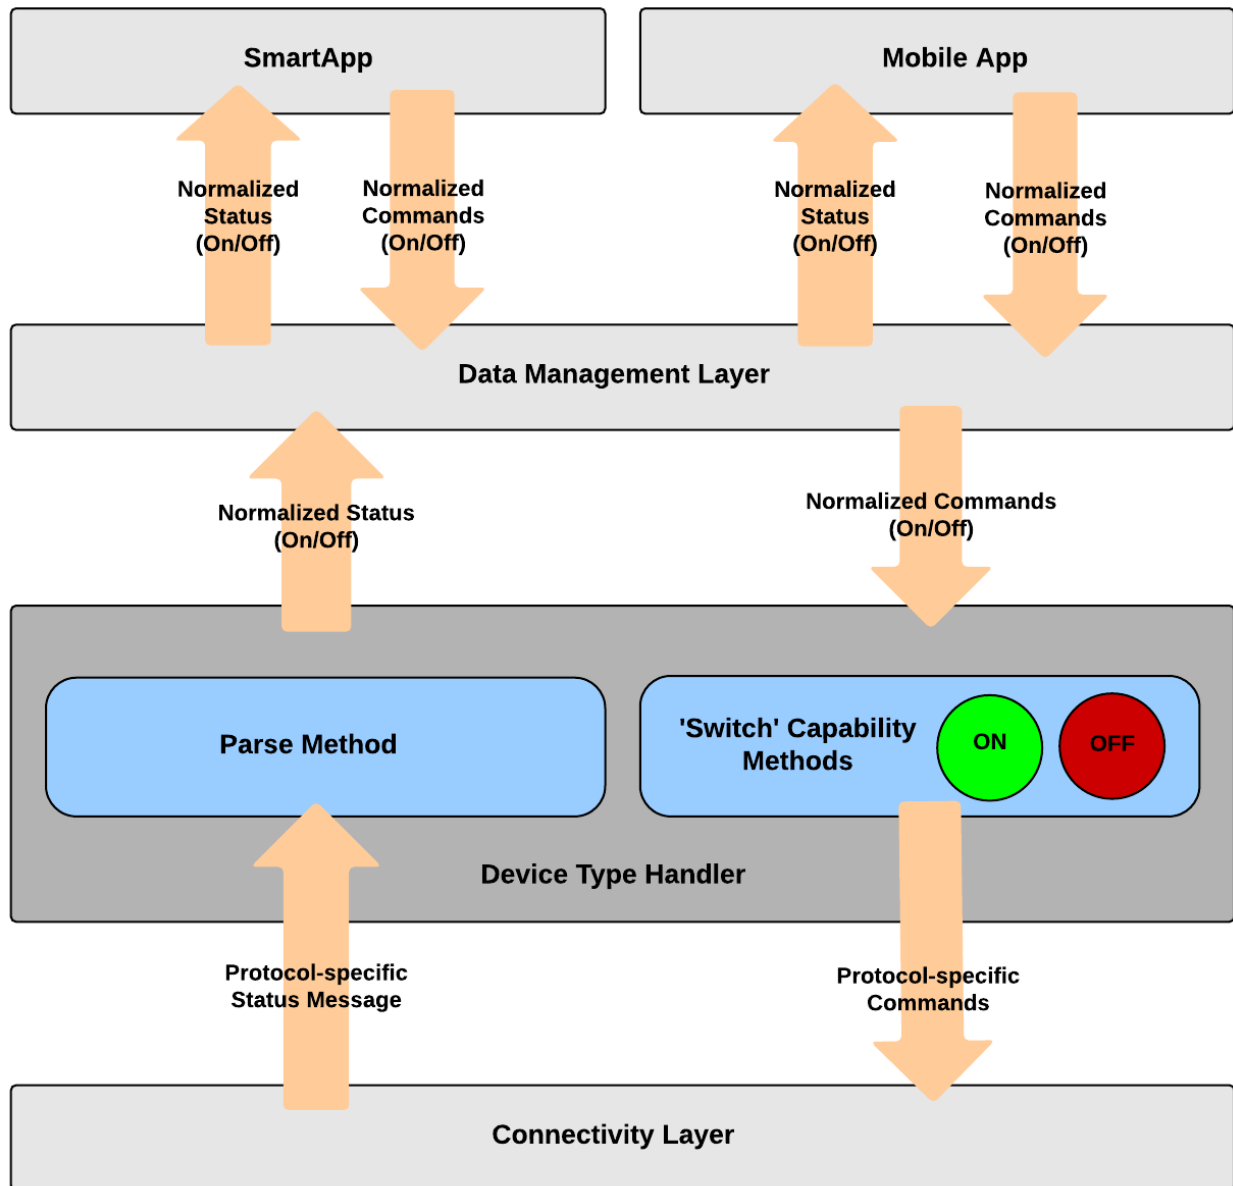 SmartApp
Mobile App
Normalized
Status
(On/Off)
Normalized
Commands
(On/Off)
Normalized
Status
(On/Off)
Normalized
Commands
(On/Off)
Data Management Layer
Normalized Status
(On/Off)
Normalized Commands
(On/Off)
Parse Method
'Switch' Capability
Methods
ON
OFF
Device Type Handler
Protocol-specific
Status Message
Protocol-specific
Commands
Connectivity Layer